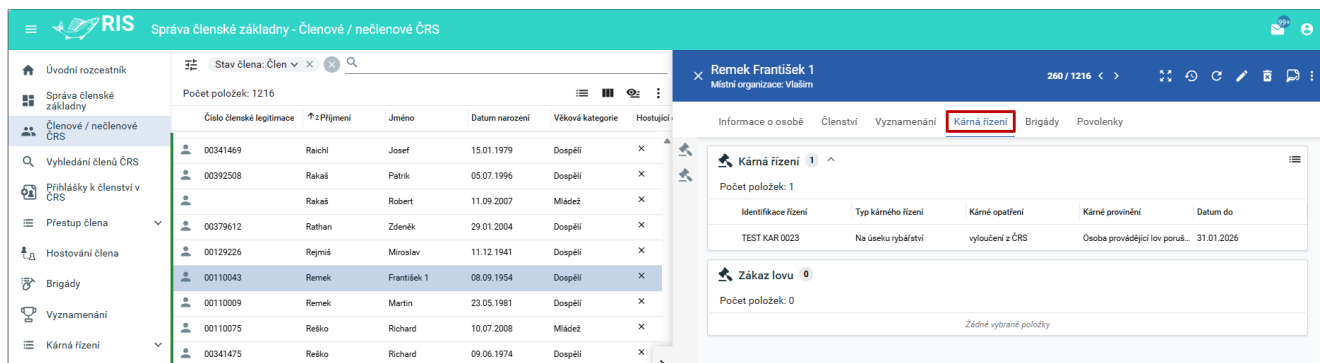 RIS Správa členské základny - Členové / nečlenové ČRS 99+
Úvodní rozcestník
Správa členské
základny
Členové / nečlenové
ČRS
Vyhledání členů ČRS
Přihlášky k členství v
ČRS
Přestup člena
Hostování člena
Brigády
Vyznamenání
Kárná řízení
Stav člena: Člen
Počet položek: 1216
Číslo členské legitimace 2 Příjmení Jméno Datum narození Věková kategorie Hostující
00341469 Raichl Josef 15.01.1979 Dospělí
00392508 Rakaš Patrik 05.07.1996 Dospělí
Rakaš Robert 11.09.2007 Mládež
00379612 Rathan Zdeněk 29.01.2004 Dospělí
00129226 Rejmiš Miroslav 11.12.1941 Dospělí
00110043 Remek František 1 08.09.1954 Dospělí
00110009 Remek Martin 23.05.1981 Dospělí
00110075 Reško Richard 10.07.2008 Mládež
00341475 Reško Richard 09.06.1974 Dospělí
Remek František 1
Místní organizace: Vlašim
260 / 1216
Informace o osobě Členství Vyznamenání Kárná řízení Brigády Povolenky
Kárná řízení 1
Počet položek: 1
Identifikace řízení Typ kárného řízení Kárné opatření Kárné provinění Datum do
TEST KAR 0023 Na úseku rybářství vyloučení z ČRS Osoba provádějící lov poruš... 31.01.2026
Zákaz lovu 0
Počet položek: 0
Žádné vybrané položky